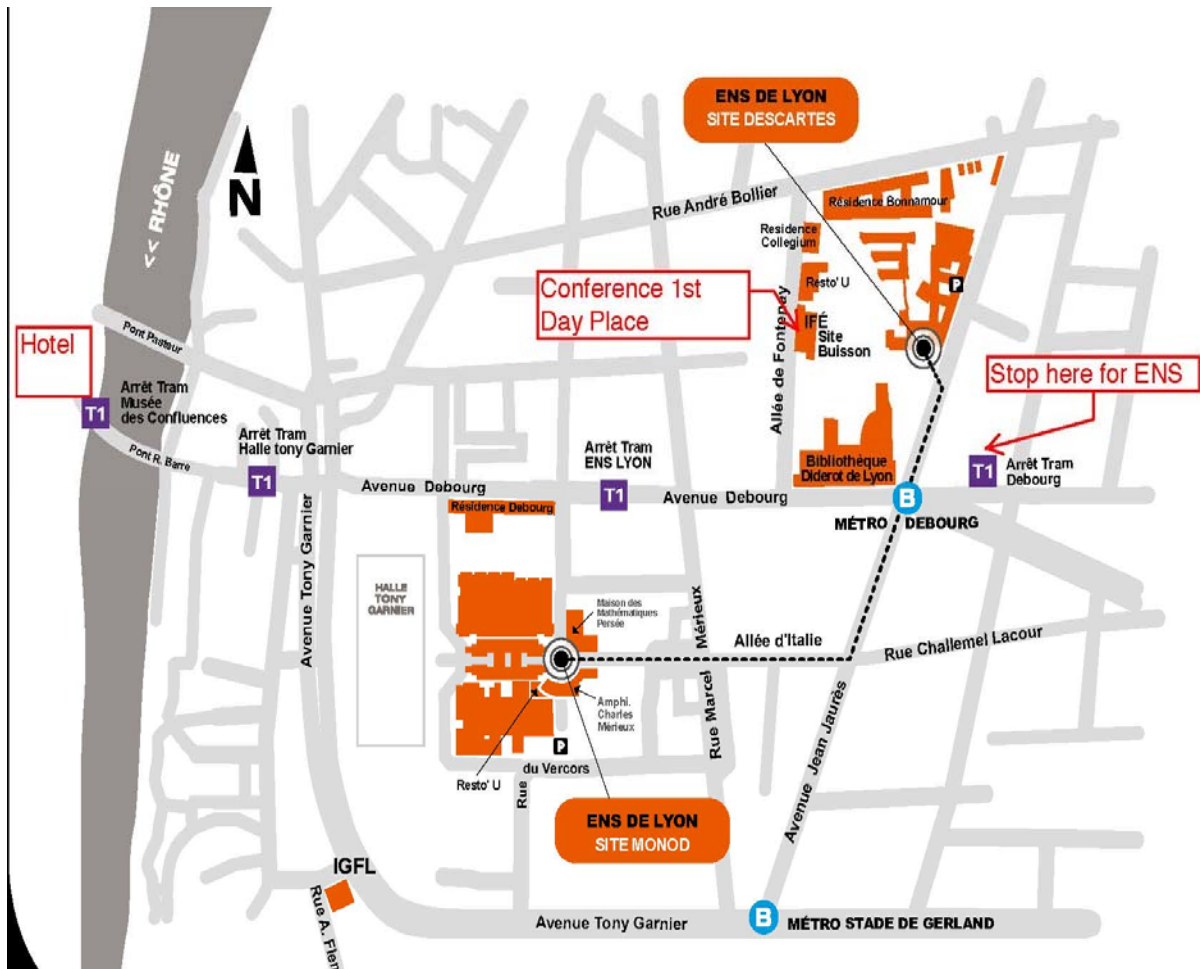 ENS DE LYON
SITE DESCARTES
<< RHÔNE
N
Rue André Bollier
Résidence Bonnamour
Residence
Collegium
Resto' U
P
Conference 1st
Day Place
IFÉ
Site
Buisson
Allée de Fontenay
Pont Pasteur
Hotel
T1
Arrêt Tram
Musée
des Confluences
Pont R. Barre
Arrêt Tram
Halle tony Garnier
T1
Avenue Debourg
Arrêt Tram
ENS LYON
T1
Avenue Debourg
Bibliothèque
Diderot de Lyon
Stop here for ENS
T1
Arrêt Tram
Debourg
B
MÉTRO DEBOURG
Résidence Debourg
Avenue Tony Garnier
HALLE
TONY
GARNIER
Maison des
Mathématiques
Persée
Rue Marcel Mérieux
Allée d'Italie
Rue Challemel Lacour
Amphi.
Charles
Mérieux
P
Resto' U
Rue du Vercors
Avenue Jean Jaurès
ENS DE LYON
SITE MONOD
IGFL
Rue A. Flem
Avenue Tony Garnier
B
MÉTRO STADE DE GERLAND